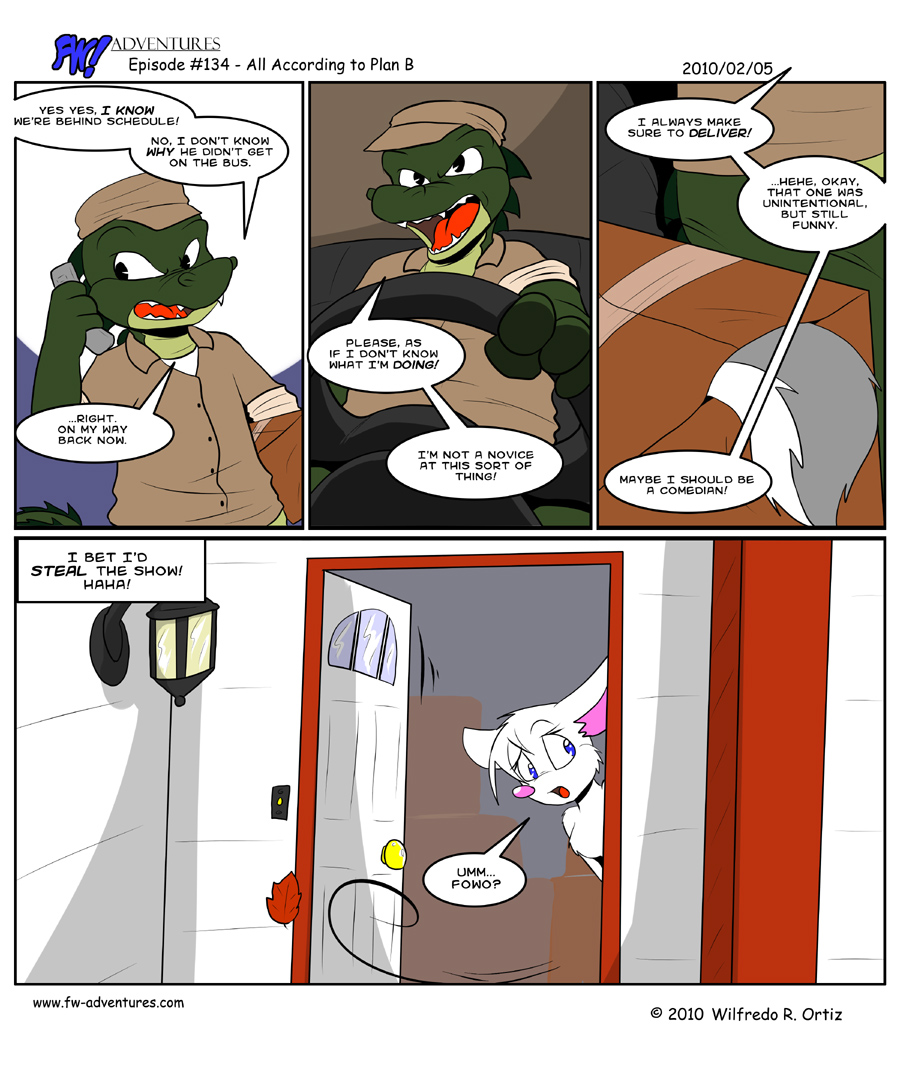 FW! ADVENTURES
Episode #134 - All According to Plan B
2010/02/05
YES YES, I KNOW
WE'RE BEHIND SCHEDULE!
NO, I DON'T KNOW
WHY HE DIDN'T GET
ON THE BUS.
...RIGHT.
ON MY WAY
BACK NOW.
PLEASE, AS
IF I DON'T KNOW
WHAT I'M DOING!
I'M NOT A NOVICE
AT THIS SORT OF
THING!
I ALWAYS MAKE
SURE TO DELIVER!
...HEHE, OKAY,
THAT ONE WAS
UNINTENTIONAL,
BUT STILL
FUNNY.
MAYBE I SHOULD BE
A COMEDIAN!
I BET I'D
STEAL THE SHOW!
HAHA!
UMM...
FOWO?
www.fw-adventures.com
© 2010 Wilfredo R. Ortiz